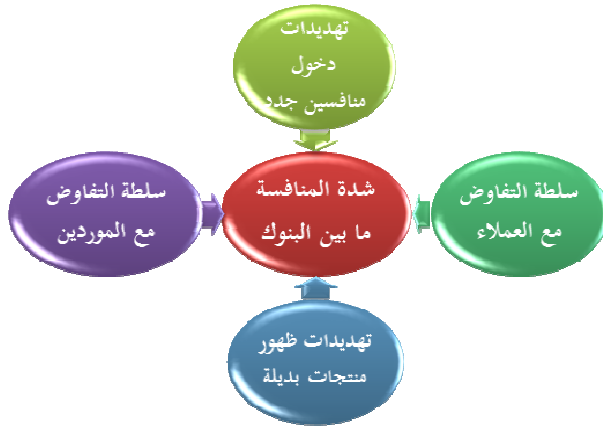 تهديدات
دخول
منافسين جدد
شدة المنافسة
ما بين البنوك
سلطة التفاوض
مع العملاء
سلطة التفاوض
مع الموردين
تهديدات ظهور
منتجات بديلة